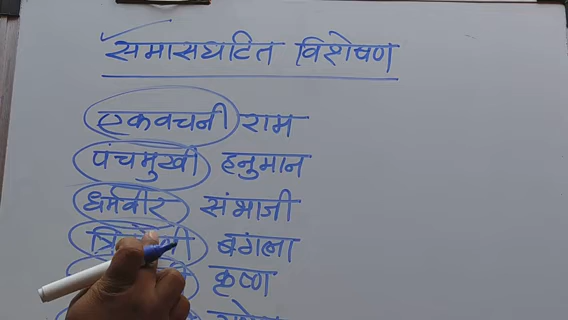 समासघटित विशेषण
एकवचनी राम
पंचमुखी हनुमान
धर्मवीर संभाजी
बंगला
कृष्ण